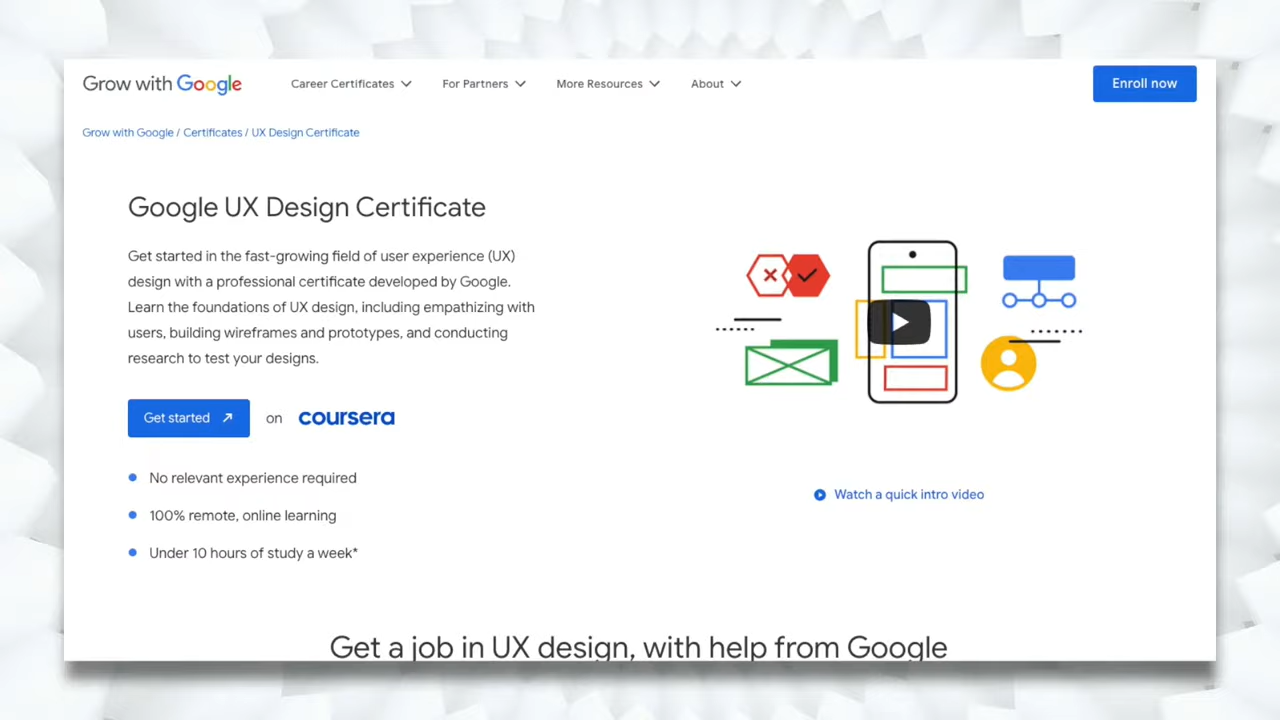 Grow with Google
Career Certificates
For Partners
More Resources
About
Enroll now
Grow with Google / Certificates / UX Design Certificate
Google UX Design Certificate
Get started in the fast-growing field of user experience (UX)
design with a professional certificate developed by Google.
Learn the foundations of UX design, including empathizing with
users, building wireframes and prototypes, and conducting
research to test your designs.
Get started
on
coursera
No relevant experience required
100% remote, online learning
Under 10 hours of study a week*
Watch a quick intro video
Get a job in UX design, with help from Google